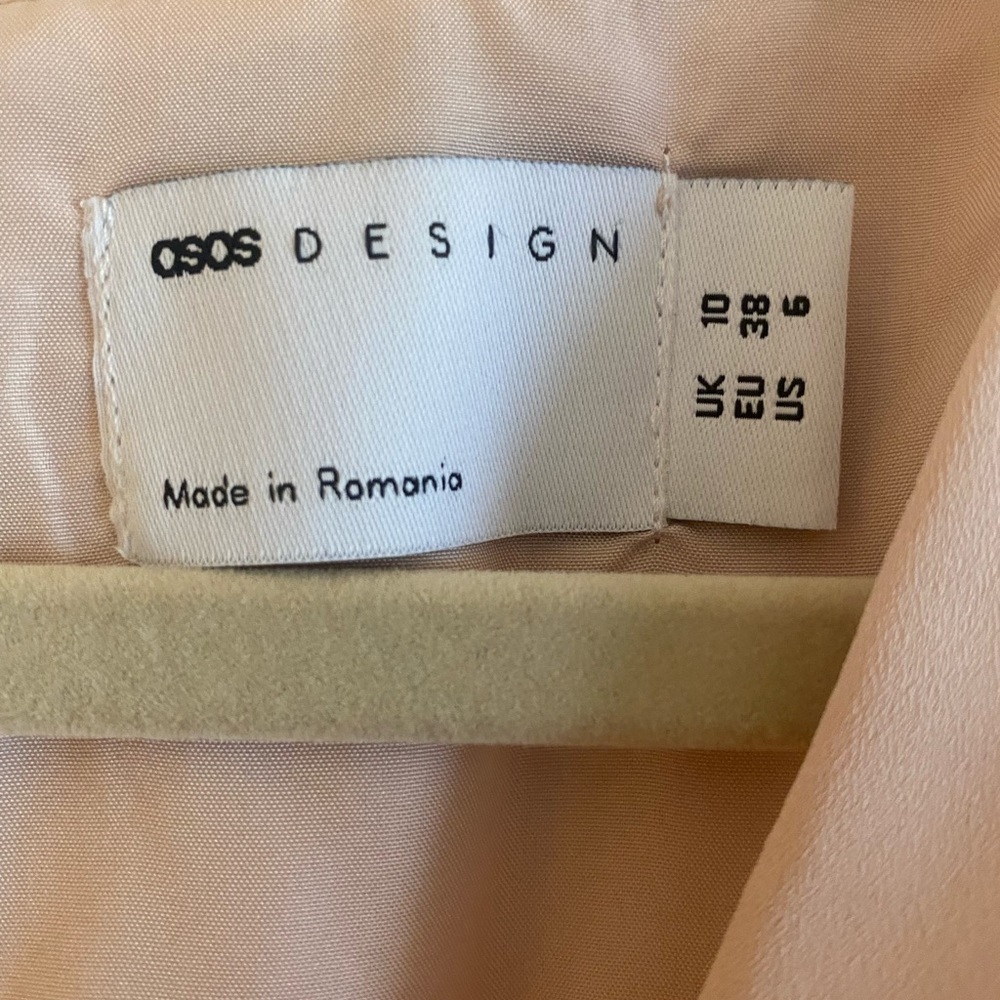 asos DESIGN
Made in Romania
UK 10
EU 38
US 6